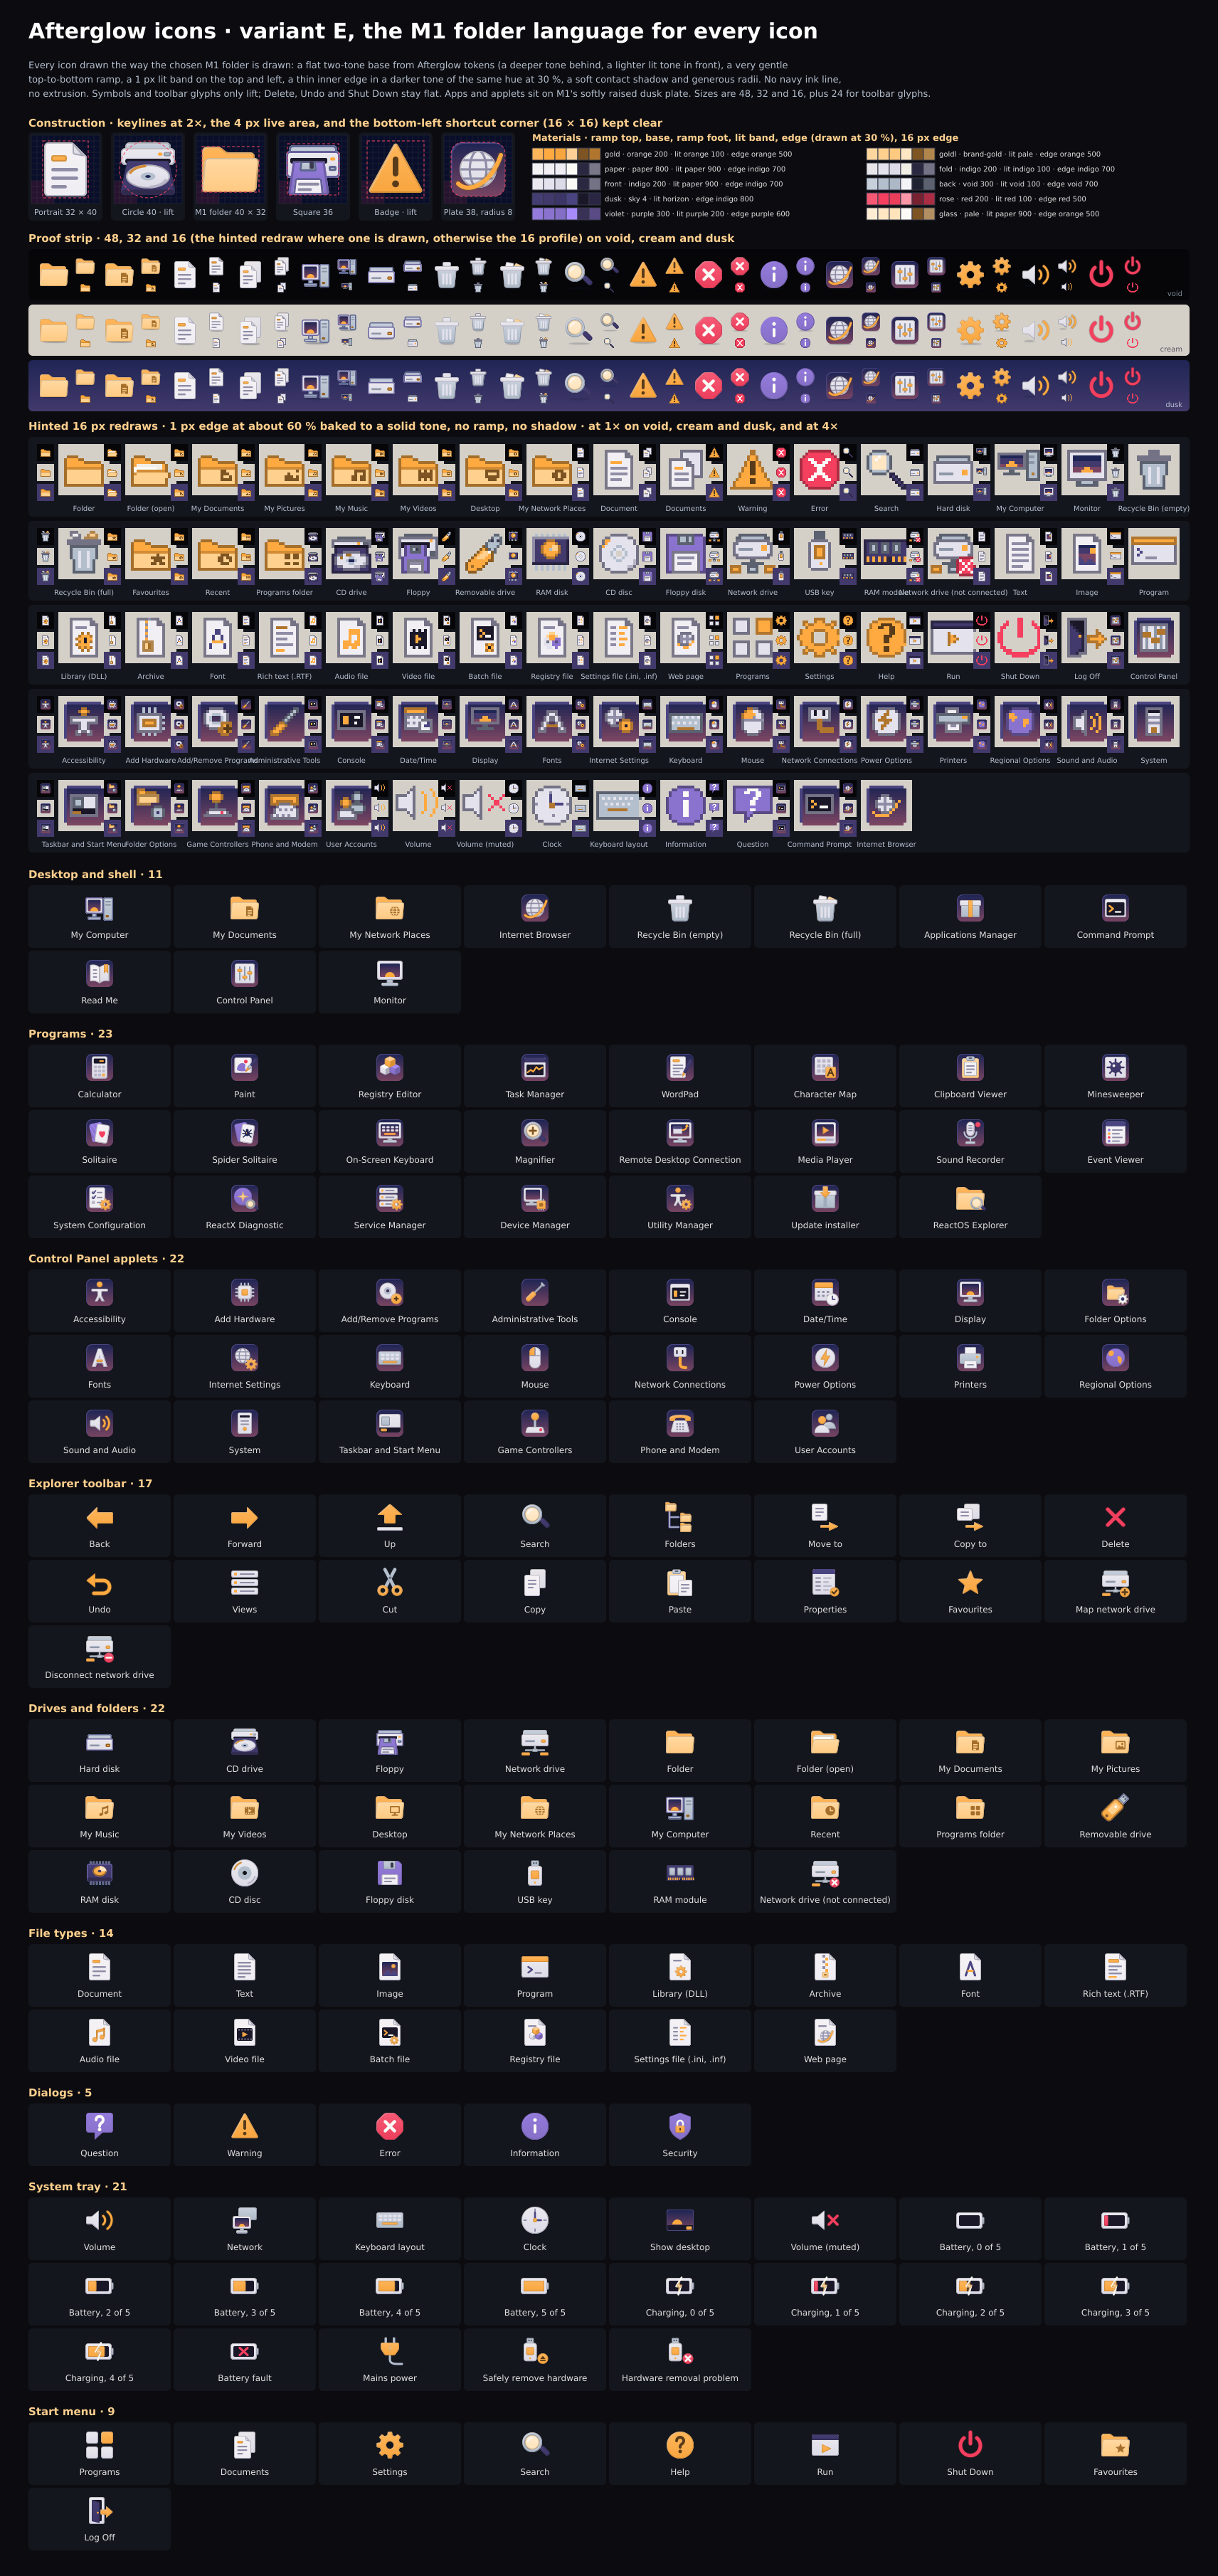 Afterglow icons · variant E, the M1 folder language for every icon
Every icon drawn the way the chosen M1 folder is drawn: a flat two-tone base from Afterglow tokens (a deeper tone behind, a lighter lit tone in front), a very gentle
top-to-bottom ramp, a 1 px lit band on the top and left, a thin inner edge in a darker tone of the same hue at 30 %, a soft contact shadow and generous radii. No navy ink line,
no extrusion. Symbols and toolbar glyphs only lift; Delete, Undo and Shut Down stay flat. Apps and applets sit on M1's softly raised dusk plate. Sizes are 48, 32 and 16, plus 24 for toolbar glyphs.
Construction · keylines at 2×, the 4 px live area, and the bottom-left shortcut corner (16 × 16) kept clear
Portrait 32 × 40 Circle 40 · lift M1 folder 40 × 32 Square 36 Badge · lift Plate 38, radius 8
Materials · ramp top, base, ramp foot, lit band, edge (drawn at 30 %), 16 px edge
gold · orange 200 · lit orange 100 · edge orange 500 gold · brand-gold · lit pale · edge orange 500
paper · paper 800 · lit paper 900 · edge indigo 700 fold · indigo 200 · lit indigo 100 · edge indigo 700
front · indigo 200 · lit paper 900 · edge indigo 700 back · void 300 · lit void 100 · edge void 700
dusk · sky 4 · lit horizon · edge indigo 800 rose · red 200 · lit red 100 · edge red 500
violet · purple 300 · lit purple 200 · edge purple 600 glass · pale · lit paper 900 · edge orange 500
Proof strip · 48, 32 and 16 (the hinted redraw where one is drawn, otherwise the 16 profile) on void, cream and dusk
void
cream
dusk
Hinted 16 px redraws · 1 px edge at about 60 % baked to a solid tone, no ramp, no shadow · at 1× on void, cream and dusk, and at 4×
Folder Folder (open) My Documents My Pictures My Music My Videos Desktop My Network Places Document Documents Warning Error Search Hard disk My Computer Monitor Recycle Bin (empty)
Recycle Bin (full) Favourites Recent Programs folder CD drive Floppy Removable drive RAM disk CD disc Floppy disk Network drive USB key RAM module Network drive (not connected) Text Image Program
Library (DLL) Archive Font Rich text (.RTF) Audio file Video file Batch file Registry file Settings file (.ini, .inf) Web page Programs Settings Help Run Shut Down Log Off Control Panel
Accessibility Add Hardware Add/Remove Programs Administrative Tools Console Date/Time Display Fonts Internet Settings Keyboard Mouse Network Connections Power Options Printers Regional Options Sound and Audio System
Taskbar and Start Menu Folder Options Game Controllers Phone and Modem User Accounts Volume Volume (muted) Clock Keyboard layout Information Question Command Prompt Internet Browser
Desktop and shell · 11
My Computer My Documents My Network Places Internet Browser Recycle Bin (empty) Recycle Bin (full) Applications Manager Command Prompt
Read Me Control Panel Monitor
Programs · 23
Calculator Paint Registry Editor Task Manager WordPad Character Map Clipboard Viewer Minesweeper
Solitaire Spider Solitaire On-Screen Keyboard Magnifier Remote Desktop Connection Media Player Sound Recorder Event Viewer
System Configuration ReactX Diagnostic Service Manager Device Manager Utility Manager Update installer ReactOS Explorer
Control Panel applets · 22
Accessibility Add Hardware Add/Remove Programs Administrative Tools Console Date/Time Display Folder Options
Fonts Internet Settings Keyboard Mouse Network Connections Power Options Printers Regional Options
Sound and Audio System Taskbar and Start Menu Game Controllers Phone and Modem User Accounts
Explorer toolbar · 17
Back Forward Up Search Folders Move to Copy to Delete
Undo Views Cut Copy Paste Properties Favourites Map network drive
Disconnect network drive
Drives and folders · 22
Hard disk CD drive Floppy Network drive Folder Folder (open) My Documents My Pictures
My Music My Videos Desktop My Network Places My Computer Recent Programs folder Removable drive
RAM disk CD disc Floppy disk USB key RAM module Network drive (not connected)
File types · 14
Document Text Image Program Library (DLL) Archive Font Rich text (.RTF)
Audio file Video file Batch file Registry file Settings file (.ini, .inf) Web page
Dialogs · 5
Question Warning Error Information Security
System tray · 21
Volume Network Keyboard layout Clock Show desktop Volume (muted) Battery, 0 of 5 Battery, 1 of 5
Battery, 2 of 5 Battery, 3 of 5 Battery, 4 of 5 Battery, 5 of 5 Charging, 0 of 5 Charging, 1 of 5 Charging, 2 of 5 Charging, 3 of 5
Charging, 4 of 5 Battery fault Mains power Safely remove hardware Hardware removal problem
Start menu · 9
Programs Documents Settings Search Help Run Shut Down Favourites
Log Off